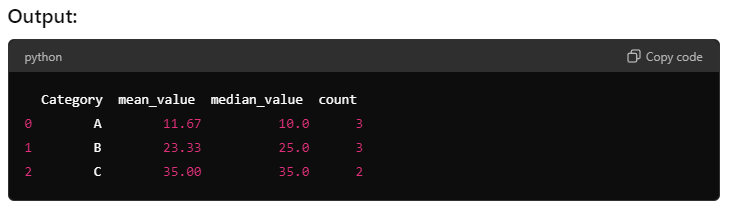 Output:
python Copy code
Category mean_value median_value count
0 A 11.67 10.0 3
1 B 23.33 25.0 3
2 C 35.00 35.0 2